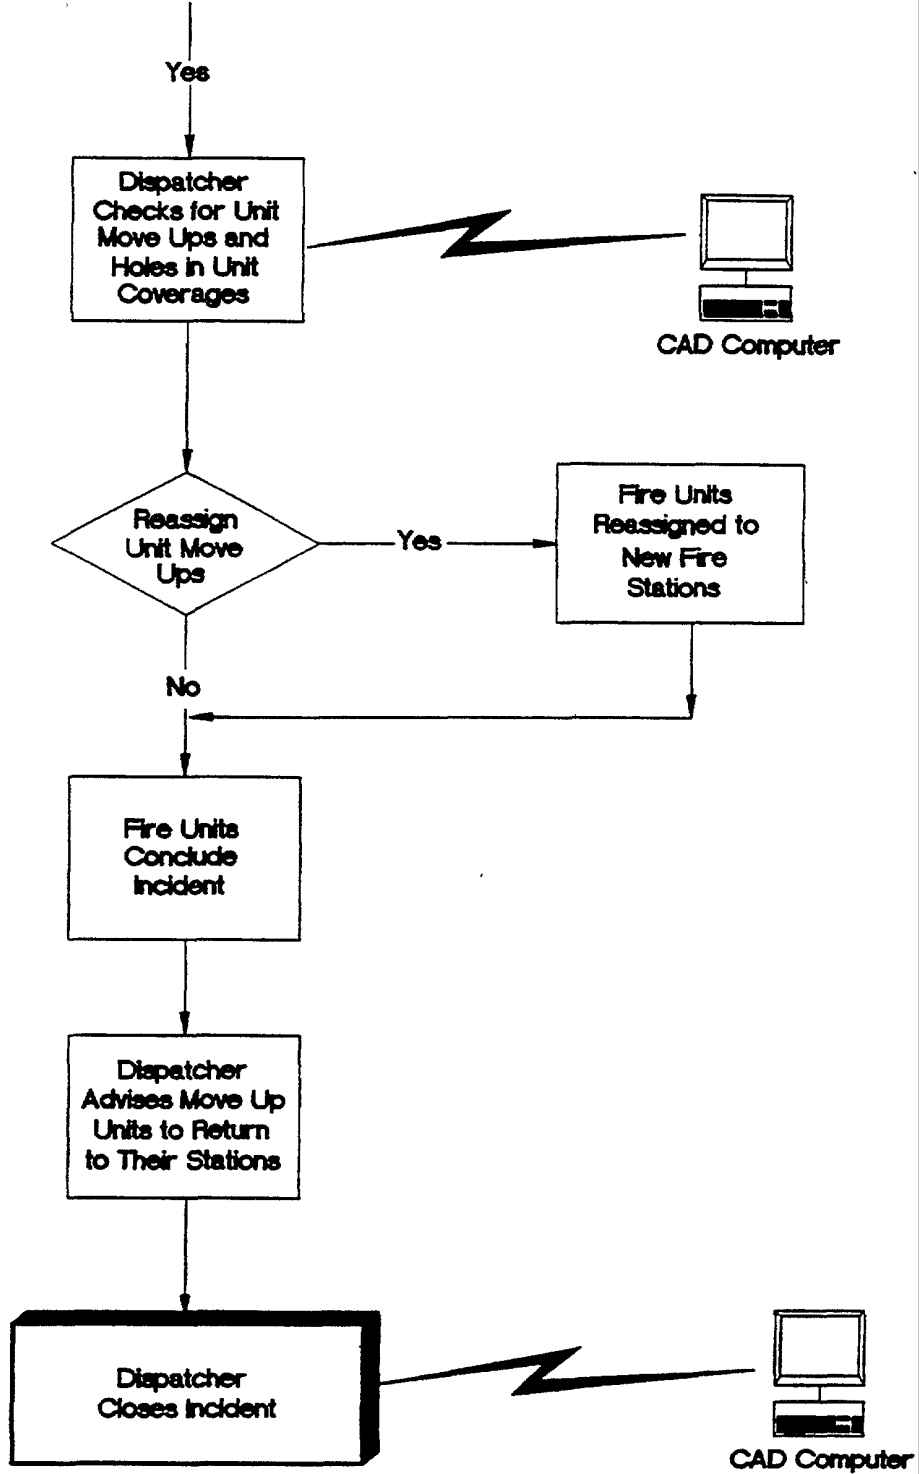 Yes
Dispatcher
Checks for Unit
Move Ups and
Holes in Unit
Coverages
CAD Computer
Reassign
Unit Move
Ups
Yes
Fire Units
Reassigned to
New Fire
Stations
No
Fire Units
Conclude
Incident
Dispatcher
Advises Move Up
Units to Return
to Their Stations
Dispatcher
Closes Incident
CAD Computer